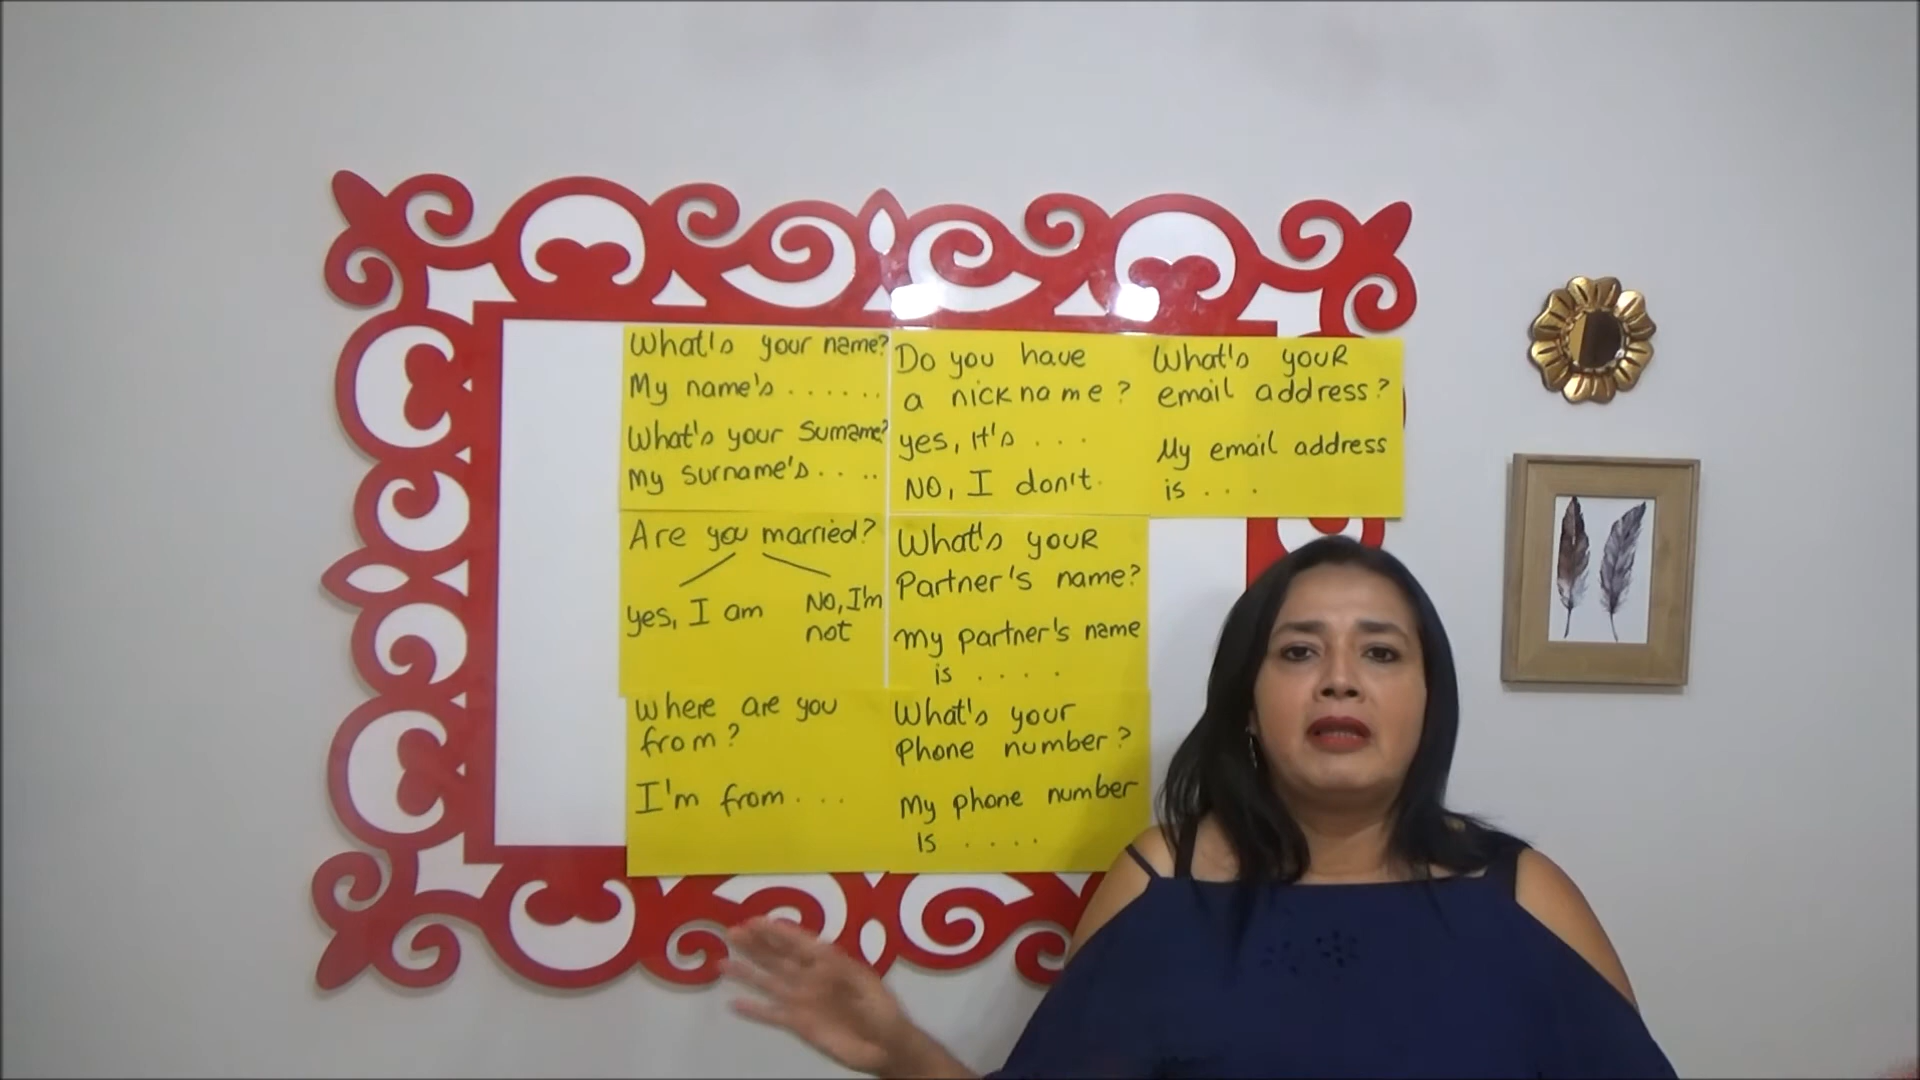 What's your name?
My name's . . . . . .
What's your Surname?
My Surname's . . . .
Do you have
a nickname?
yes, It's . . .
NO, I don't.
What's youR
email address?
My email address
is . . .
Are you married?
yes, I am
No, I'm
not
What's youR
Partner's name?
my partner's name
is . . . .
Where are you
from?
I'm from . . .
What's your
Phone number?
My phone number
Is . . . .